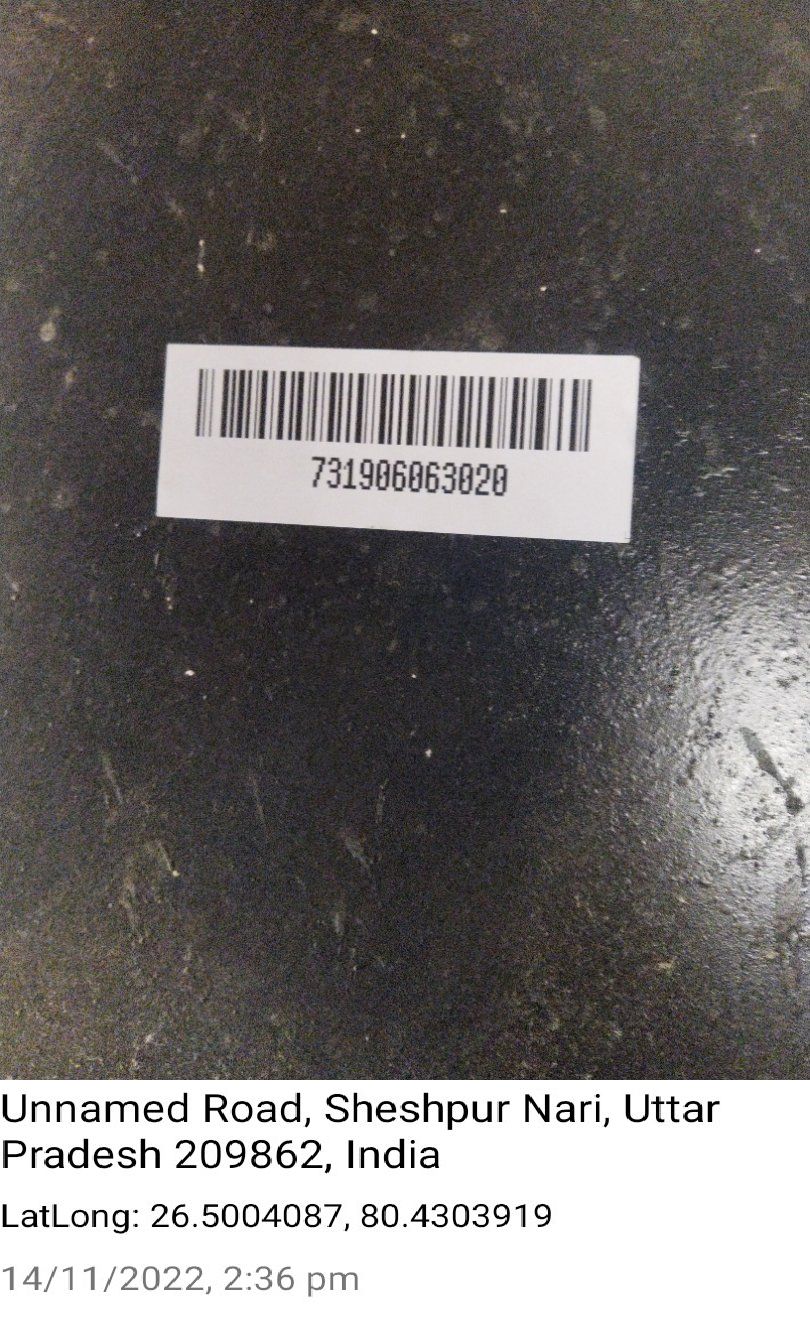 731906063020
Unnamed Road, Sheshpur Nari, Uttar
Pradesh 209862, India
LatLong: 26.5004087, 80.4303919
14/11/2022, 2:36 pm